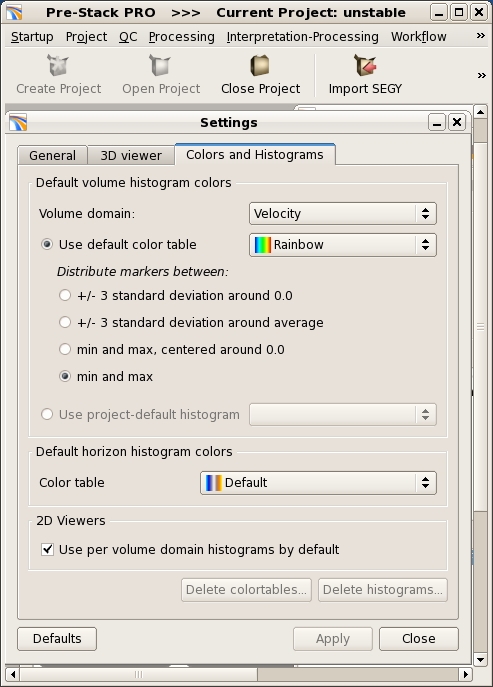 Pre-Stack PRO >>> Current Project: unstable
Startup Project QC Processing Interpretation-Processing Workflow »
Create Project Open Project Close Project Import SEGY »
Settings
General 3D viewer Colors and Histograms
Default volume histogram colors
Volume domain: Velocity
Use default color table Rainbow
Distribute markers between:
+/- 3 standard deviation around 0.0
+/- 3 standard deviation around average
min and max, centered around 0.0
min and max
Use project-default histogram
Default horizon histogram colors
Color table Default
2D Viewers
Use per volume domain histograms by default
Delete colortables... Delete histograms...
Defaults Apply Close